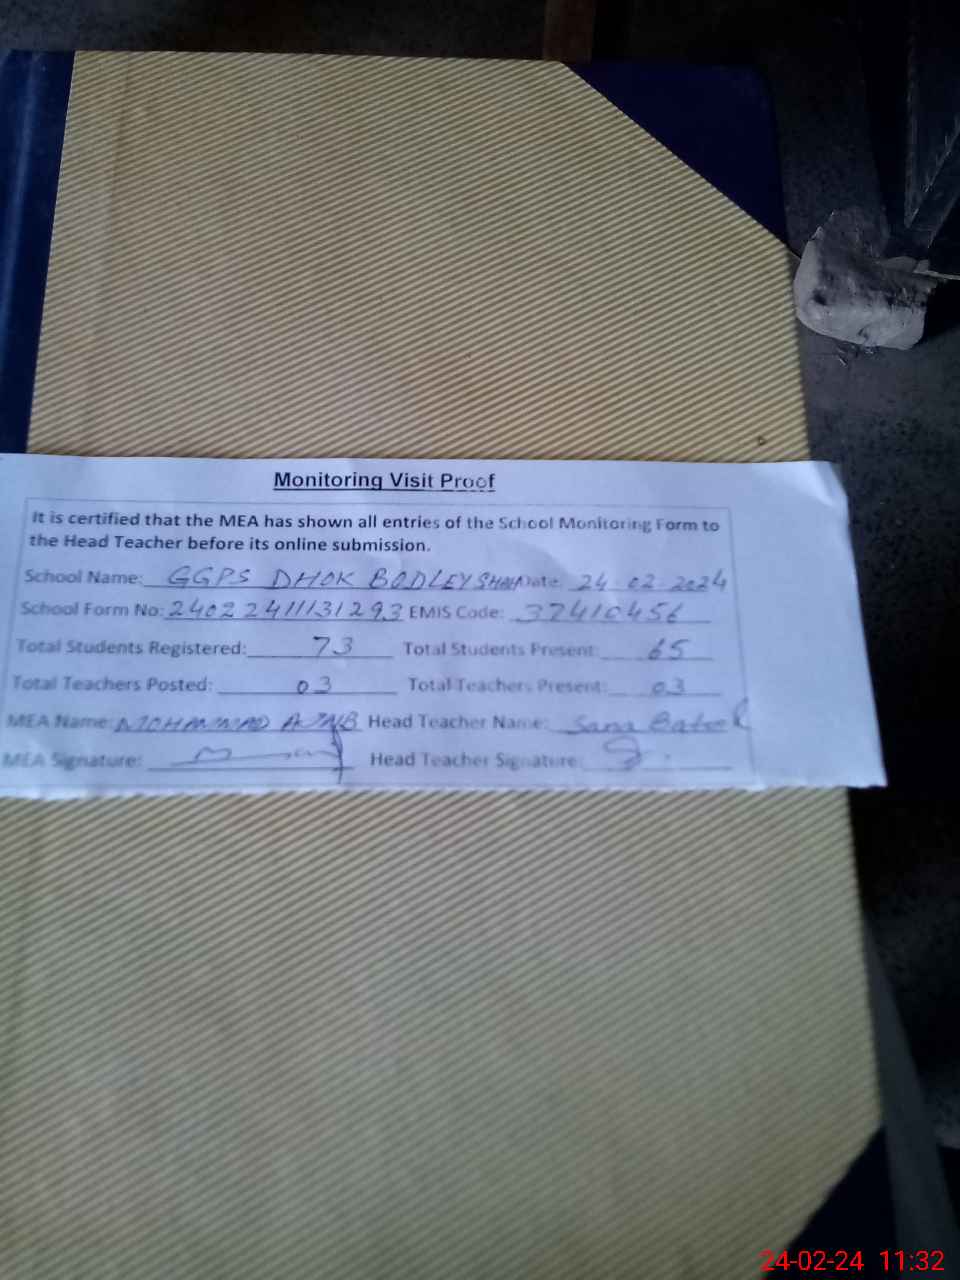 Monitoring Visit Proof
It is certified that the MEA has shown all entries of the School Monitoring Form to
the Head Teacher before its online submission.
School Name: GGPS DHOK BODLEY SHAH Date: 24-02-2024
School Form No: EMIS Code: 37410456
Total Students Registered: 73 Total Students Present: 65
Total Teachers Posted: 03 Total Teachers Present: 03
MEA Name: MOHAMMAD Head Teacher Name: Sana Batool
MEA Signature: Head Teacher Signature:
24-02-24 11:32